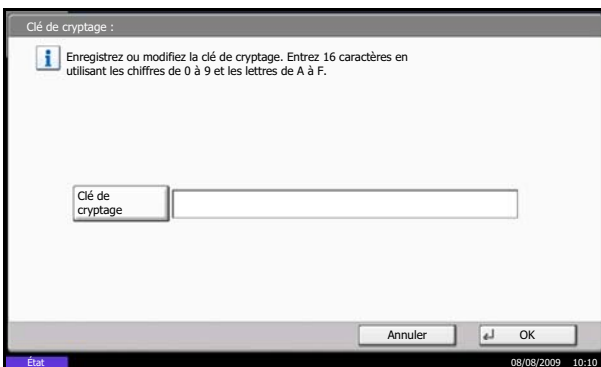 Clé de cryptage :
Enregistrez ou modifiez la clé de cryptage. Entrez 16 caractères en
utilisant les chiffres de 0 à 9 et les lettres de A à F.
Clé de
cryptage
Annuler
OK
État
08/08/2009 10:10